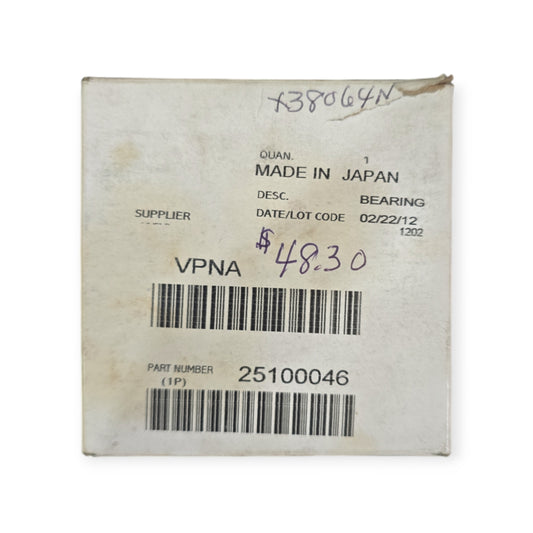 x38064N
QUAN. 1
MADE IN JAPAN
DESC. BEARING
SUPPLIER DATE/LOT CODE 02/22/12
1202
$48.30
VPNA
PART NUMBER 25100046
(1P)